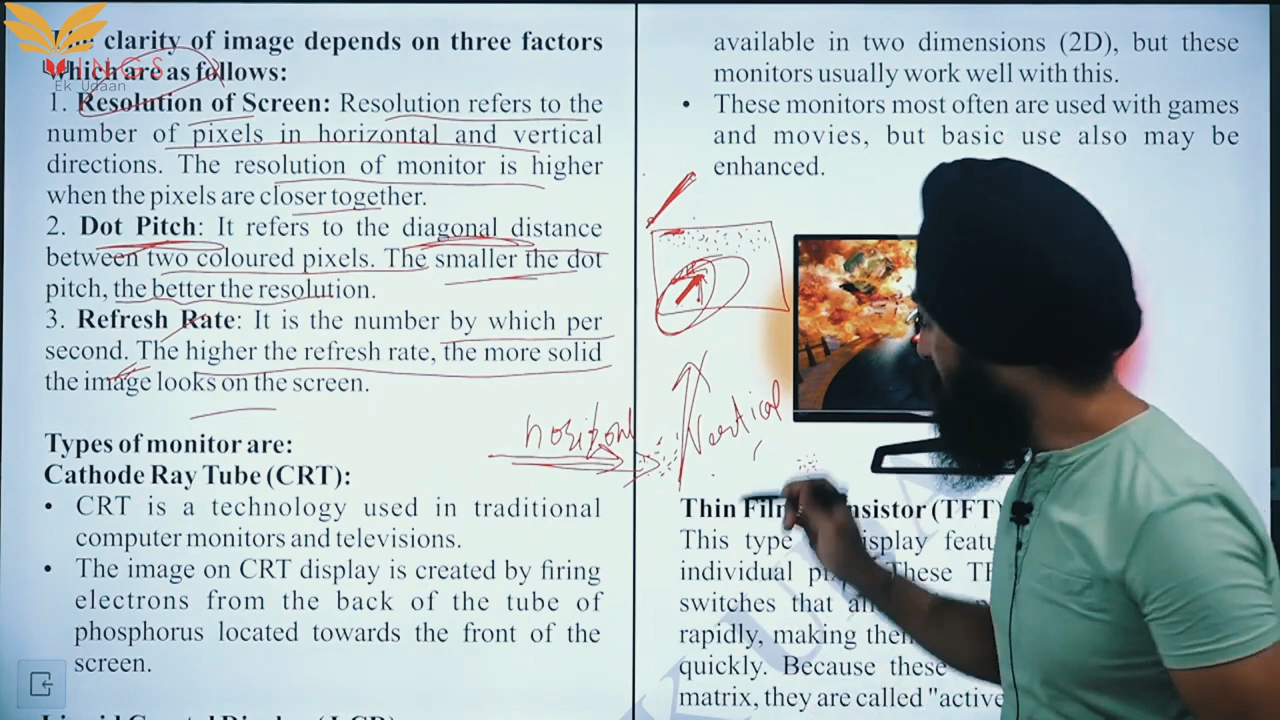 clarity of image depends on three factors
which are as follows:
INGS
Ek Udaan
1. Resolution of Screen: Resolution refers to the
number of pixels in horizontal and vertical
directions. The resolution of monitor is higher
when the pixels are closer together.
2. Dot Pitch: It refers to the diagonal distance
between two coloured pixels. The smaller the dot
pitch, the better the resolution.
3. Refresh Rate: It is the number by which per
second. The higher the refresh rate, the more solid
the image looks on the screen.
Types of monitor are:
Cathode Ray Tube (CRT):
• CRT is a technology used in traditional
computer monitors and televisions.
• The image on CRT display is created by firing
electrons from the back of the tube of
phosphorus located towards the front of the
screen.
available in two dimensions (2D), but these
monitors usually work well with this.
• These monitors most often are used with games
and movies, but basic use also may be
enhanced.
Vertical
Thin Film (TFT)
This type display
individual These
switches that
rapidly, making
quickly. Because these
matrix, they are called "active